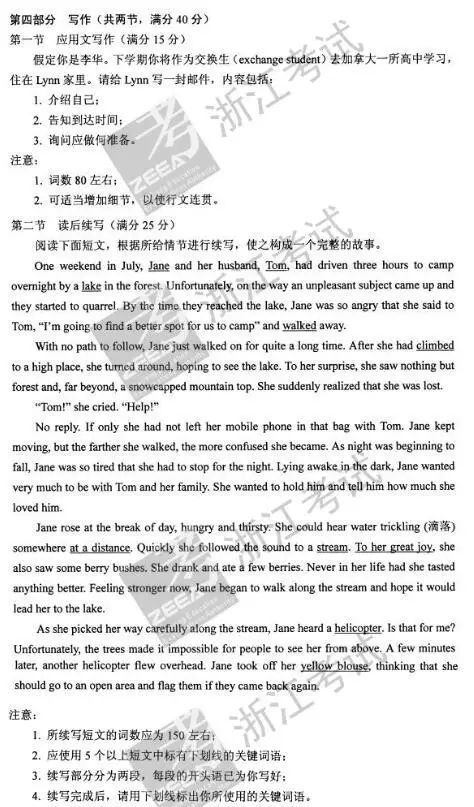 第四部分 写作（共两节，满分 40 分）
第一节 应用文写作（满分 15 分）
假定你是李华。下学期你将作为交换生（exchange student）去加拿大一所高中学习，
住在 Lynn 家里。请给 Lynn 写一封邮件，内容包括：
1. 介绍自己；
2. 告知到达时间；
3. 询问应做何准备。
注意：
1. 词数 80 左右；
2. 可适当增加细节，以使行文连贯。
第二节 读后续写（满分 25 分）
阅读下面短文，根据所给情节进行续写，使之构成一个完整的故事。
One weekend in July, Jane and her husband, Tom, had driven three hours to camp
overnight by a lake in the forest. Unfortunately, on the way an unpleasant subject came up and
they started to quarrel. By the time they reached the lake, Jane was so angry that she said to
Tom, “I'm going to find a better spot for us to camp” and walked away.
With no path to follow, Jane just walked on for quite a long time. After she had climbed
to a high place, she turned around, hoping to see the lake. To her surprise, she saw nothing but
forest and, far beyond, a snowcapped mountain top. She suddenly realized that she was lost.
“Tom!” she cried. “Help!”
No reply. If only she had not left her mobile phone in that bag with Tom. Jane kept
moving, but the farther she walked, the more confused she became. As night was beginning to
fall, Jane was so tired that she had to stop for the night. Lying awake in the dark, Jane wanted
very much to be with Tom and her family. She wanted to hold him and tell him how much she
loved him.
Jane rose at the break of day, hungry and thirsty. She could hear water trickling (滴落)
somewhere at a distance. Quickly she followed the sound to a stream. To her great joy, she
also saw some berry bushes. She drank and ate a few berries. Never in her life had she tasted
anything better. Feeling stronger now, Jane began to walk along the stream and hope it would
lead her to the lake.
As she picked her way carefully along the stream, Jane heard a helicopter. Is that for me?
Unfortunately, the trees made it impossible for people to see her from above. A few minutes
later, another helicopter flew overhead. Jane took off her yellow blouse, thinking that she
should go to an open area and flag them if they came back again.
注意：
1. 所续写短文的词数应为 150 左右；
2. 应使用 5 个以上短文中标有下划线的关键词语；
3. 续写部分分为两段，每段的开头语已为你写好；
4. 续写完成后，请用下划线标出你所使用的关键词语。
浙江考试
ZEEA
浙江考试
浙江考试
ZEEA
浙江考试